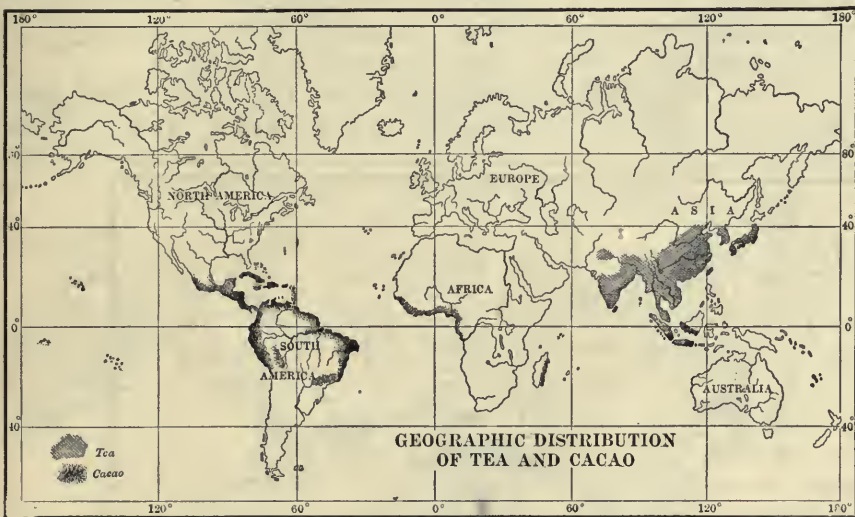 180° 120° 60° 0° 60° 120° 180°
80°
NORTH AMERICA
EUROPE
ASIA
40° 40°
AFRICA
0° 0°
SOUTH
AMERICA
AUSTRALIA
40° 40°
GEOGRAPHIC DISTRIBUTION
OF TEA AND CACAO
Tea
Cacao
120° 60° 0° 60° 120° 180°